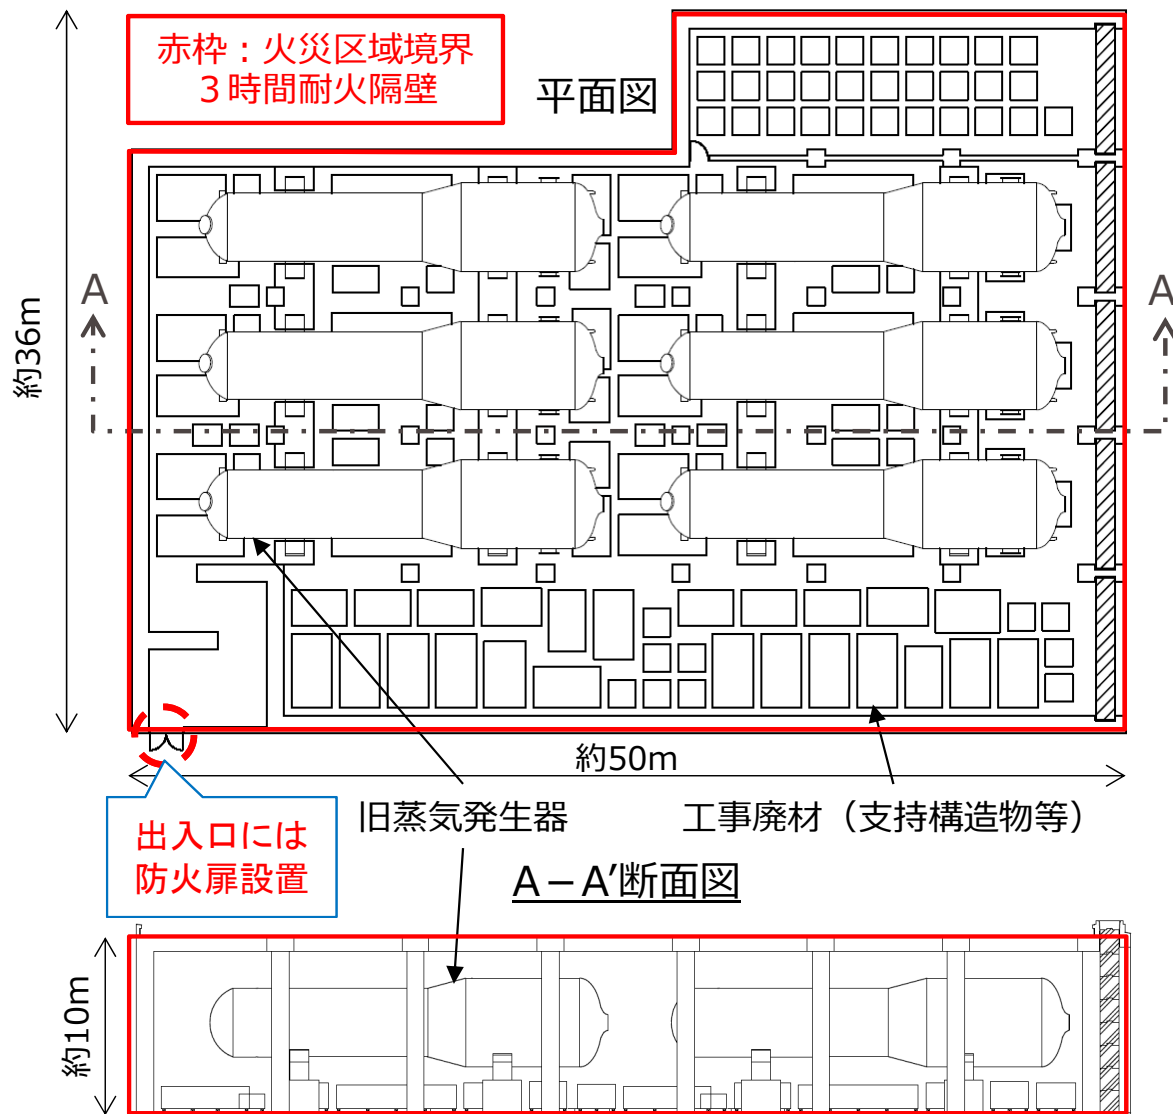 赤枠：火災区域境界
３時間耐火隔壁
平面図
約36m
A
A
約50m
出入口には
防火扉設置
旧蒸気発生器
工事廃材（支持構造物等）
A－A’断面図
約10m